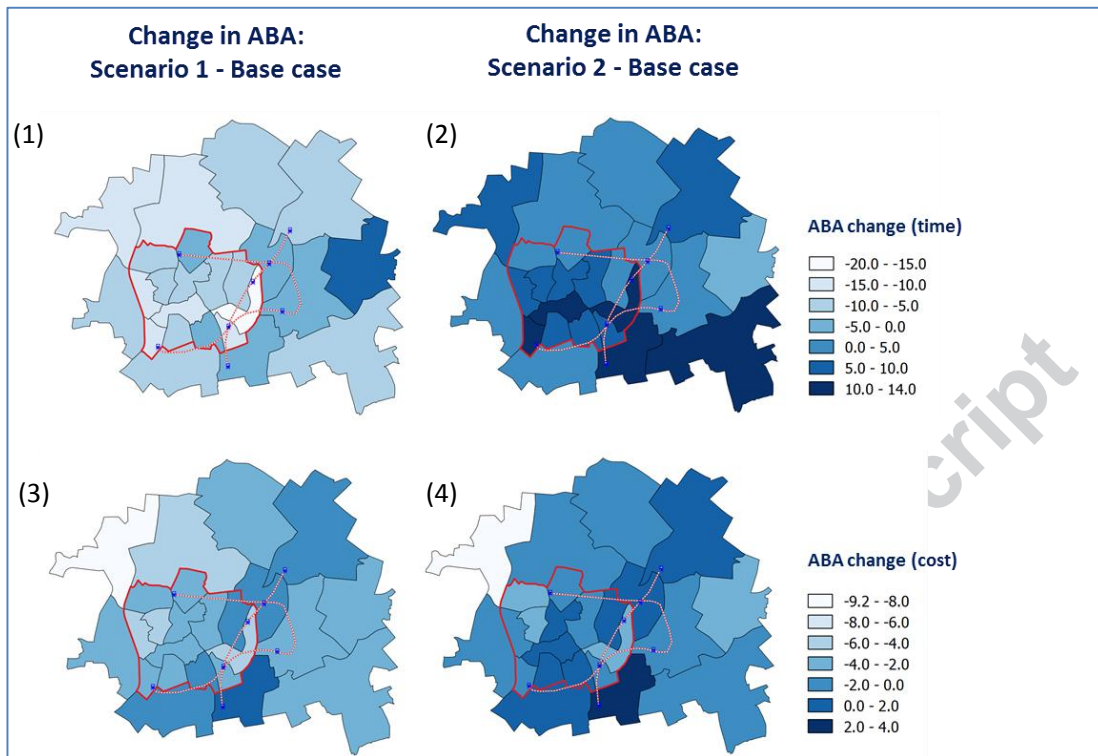 Change in ABA:
Scenario 1 - Base case
Change in ABA:
Scenario 2 - Base case
(1)
(2)
ABA change (time)
-20.0 - -15.0
-15.0 - -10.0
-10.0 - -5.0
-5.0 - 0.0
0.0 - 5.0
5.0 - 10.0
10.0 - 14.0
cript
(3)
(4)
ABA change (cost)
-9.2 - -8.0
-8.0 - -6.0
-6.0 - -4.0
-4.0 - -2.0
-2.0 - 0.0
0.0 - 2.0
2.0 - 4.0